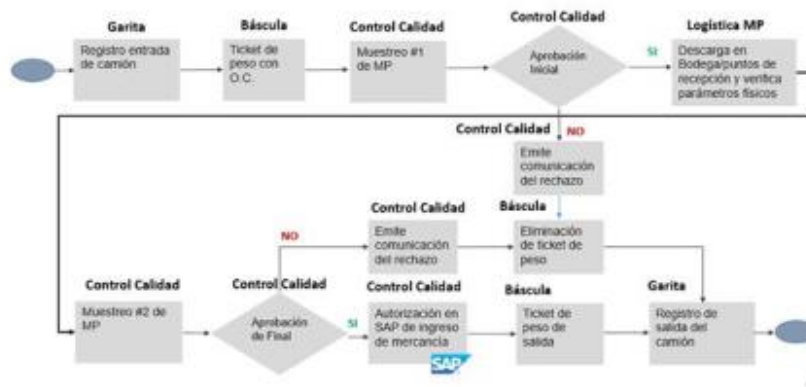 Garita
Registro entrada
de camión
Báscula
Ticket de
peso con
O.C.
Control Calidad
Muestreo #1
de MP
Control Calidad
Aprobación
Inicial
SI
Logística MP
Descarga en
Bodega/puntos de
recepción y verifica
parámetros físicos
Control Calidad
NO
Emite
comunicación
del rechazo
Control Calidad
Emite
comunicación
del rechazo
Báscula
Eliminación
de ticket de
peso
NO
Control Calidad
Muestreo #2 de
MP
Control Calidad
Aprobación
de Final
SI
Control Calidad
Autorización en
SAP de ingreso
de mercancía
SAP
Báscula
Ticket de
peso de
salida
Garita
Registro de
salida del
camión